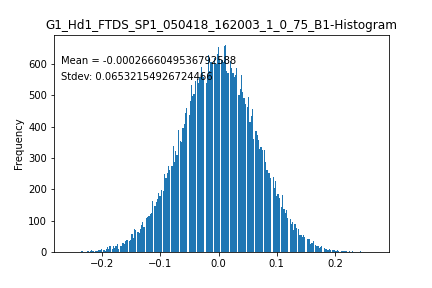 G1_Hd1_FTDS_SP1_050418_162003_1_0_75_B1-Histogram
Mean = -0.0002666049536792588
Stdev: 0.06532154926724466
Frequency
600
500
400
300
200
100
0
−0.2 −0.1 0.0 0.1 0.2